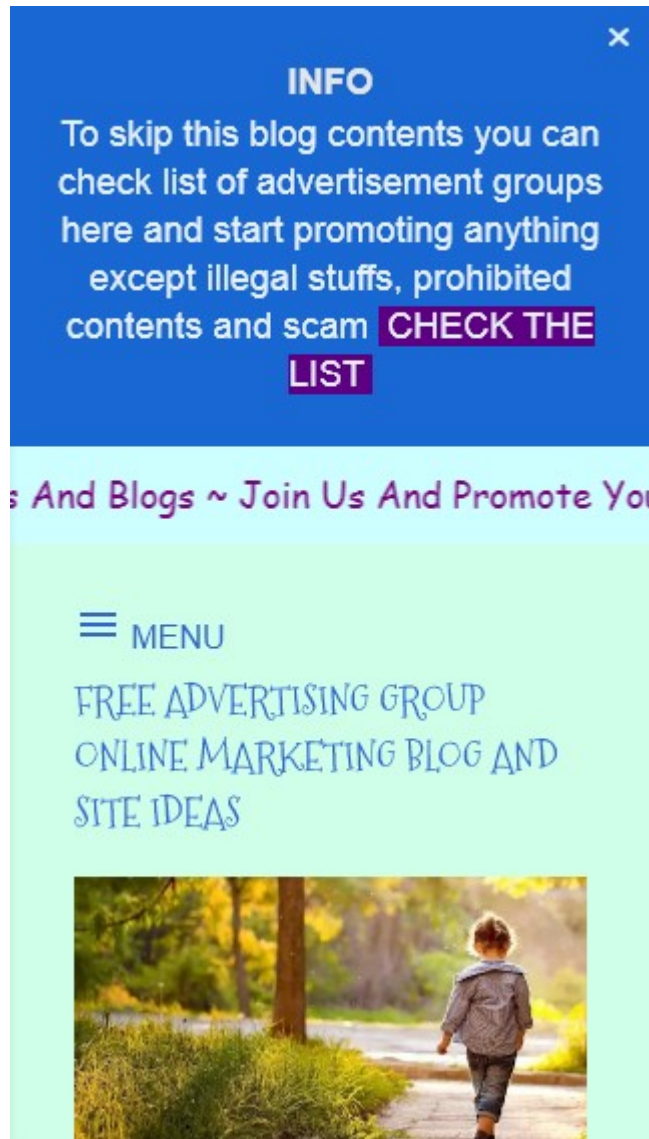 ×
INFO
To skip this blog contents you can
check list of advertisement groups
here and start promoting anything
except illegal stuffs, prohibited
contents and scam CHECK THE
LIST
And Blogs ~ Join Us And Promote
MENU
FREE ADVERTISING GROUP
ONLINE MARKETING BLOG AND
SITE IDEAS